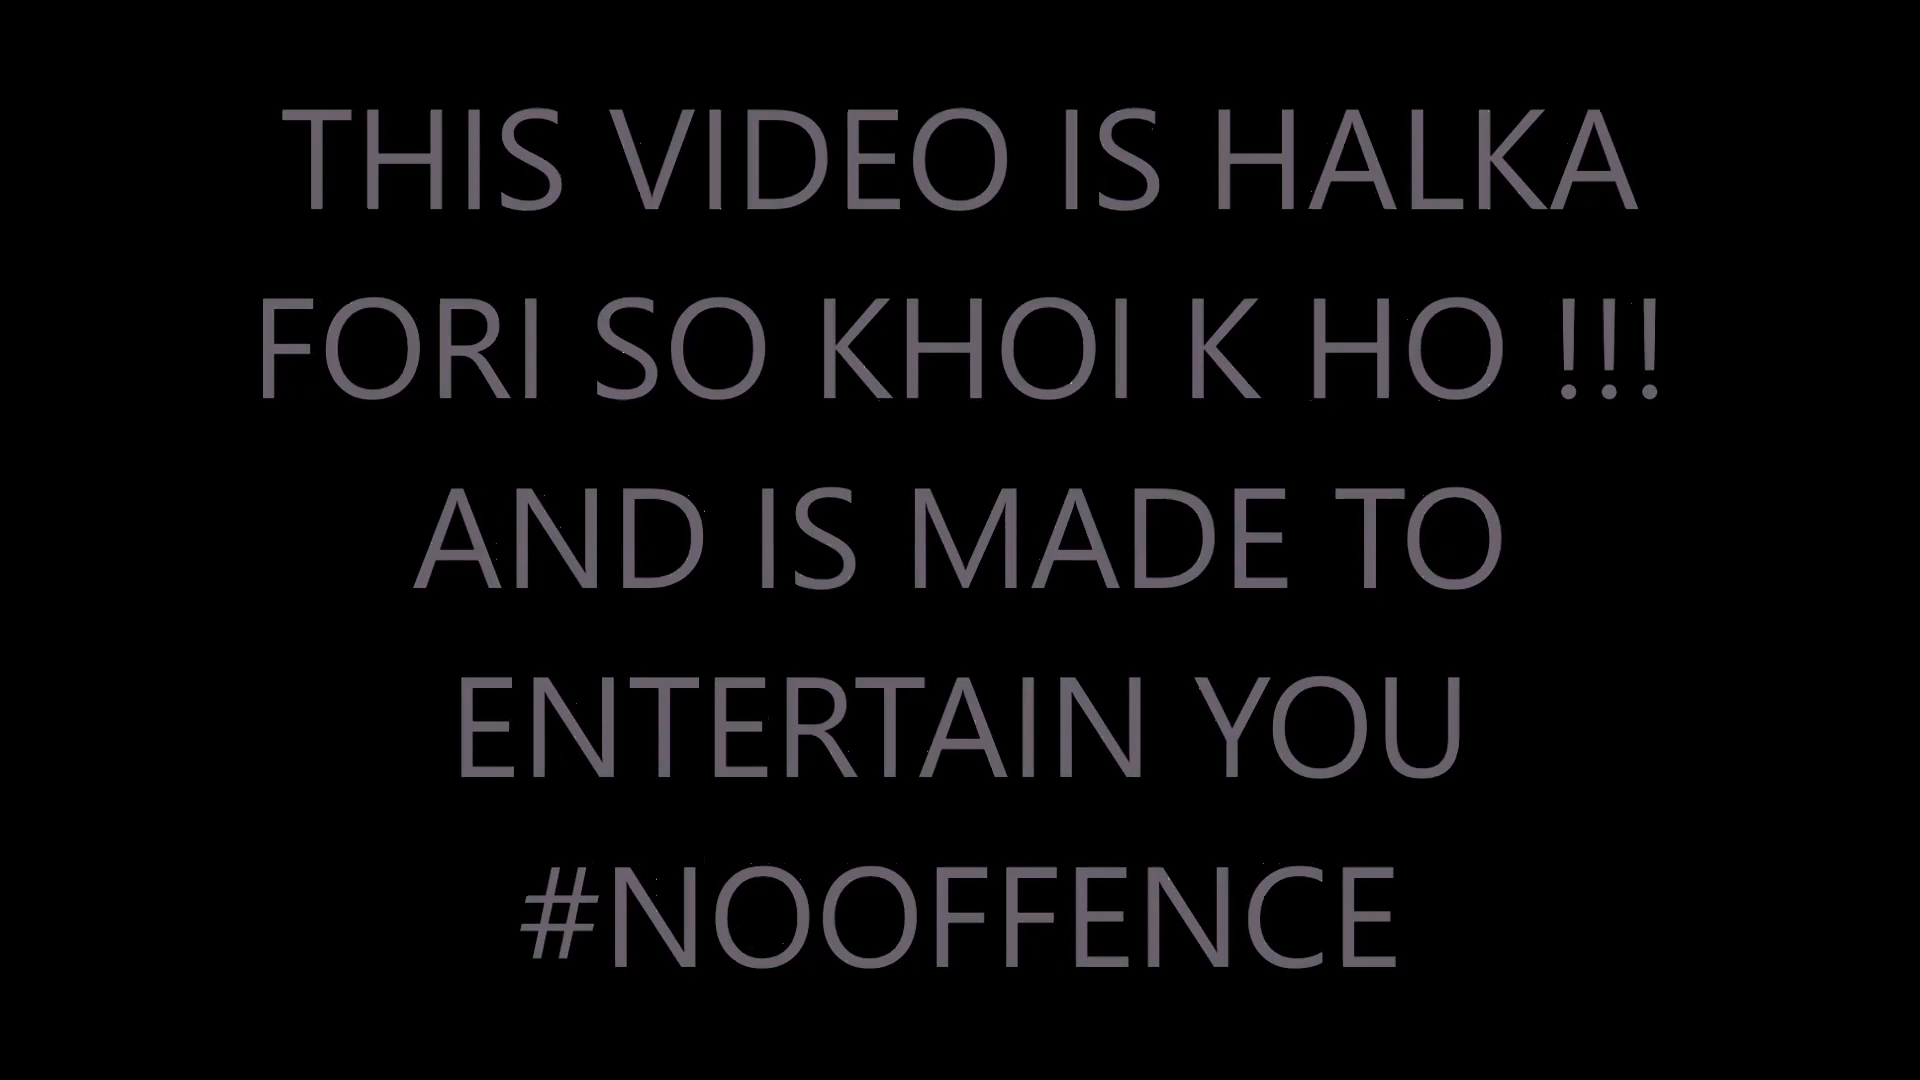 THIS VIDEO IS HALKA
FORI SO KHOI K HO !!!
AND IS MADE TO
ENTERTAIN YOU
#NOOFFENCE